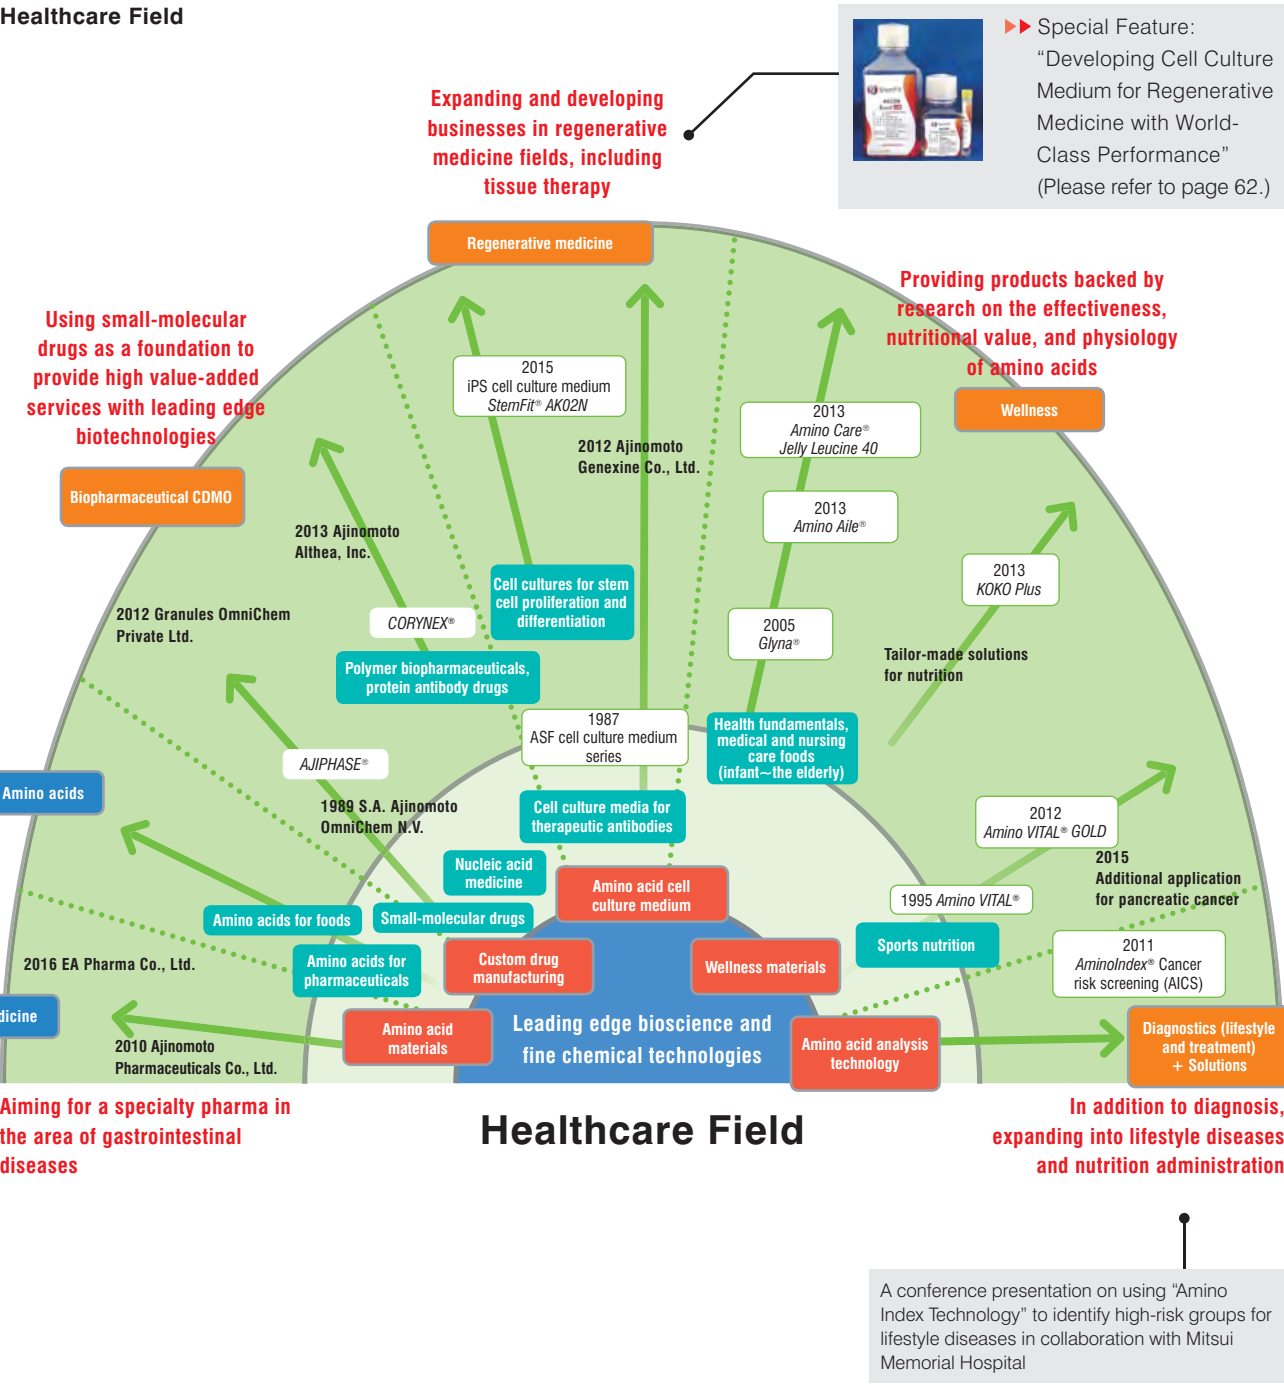 Healthcare Field
Special Feature:
“Developing Cell Culture
Medium for Regenerative
Medicine with World-
Class Performance”
(Please refer to page 62.)
Expanding and developing
businesses in regenerative
medicine fields, including
tissue therapy
Regenerative medicine
Providing products backed by
research on the effectiveness,
nutritional value, and physiology
of amino acids
Wellness
Using small-molecular
drugs as a foundation to
provide high value-added
services with leading edge
biotechnologies
Biopharmaceutical CDMO
2015
iPS cell culture medium
StemFit® AK02N
2012 Ajinomoto
Genexine Co., Ltd.
2013
Amino Care®
Jelly Leucine 40
2013
Amino Aile®
2013
KOKO Plus
2013 Ajinomoto
Althea, Inc.
Cell cultures for stem
cell proliferation and
differentiation
2012 Granules OmniChem
Private Ltd.
CORYNEX®
2005
Glyna®
Tailor-made solutions
for nutrition
Polymer biopharmaceuticals,
protein antibody drugs
1987
ASF cell culture medium
series
Health fundamentals,
medical and nursing
care foods
(infant~the elderly)
AJIPHASE®
Amino acids
1989 S.A. Ajinomoto
OmniChem N.V.
Cell culture media for
therapeutic antibodies
2012
Amino VITAL® GOLD
2015
Additional application
for pancreatic cancer
Nucleic acid
medicine
Amino acid cell
culture medium
1995 Amino VITAL®
Amino acids for foods
Small-molecular drugs
Sports nutrition
2016 EA Pharma Co., Ltd.
Amino acids for
pharmaceuticals
Custom drug
manufacturing
Wellness materials
2011
AminoIndex® Cancer
risk screening (AICS)
dicine
2010 Ajinomoto
Pharmaceuticals Co., Ltd.
Amino acid
materials
Leading edge bioscience and
fine chemical technologies
Amino acid analysis
technology
Diagnostics (lifestyle
and treatment)
+ Solutions
Aiming for a specialty pharma in
the area of gastrointestinal
diseases
Healthcare Field
In addition to diagnosis,
expanding into lifestyle diseases
and nutrition administration
A conference presentation on using “Amino
Index Technology” to identify high-risk groups for
lifestyle diseases in collaboration with Mitsui
Memorial Hospital